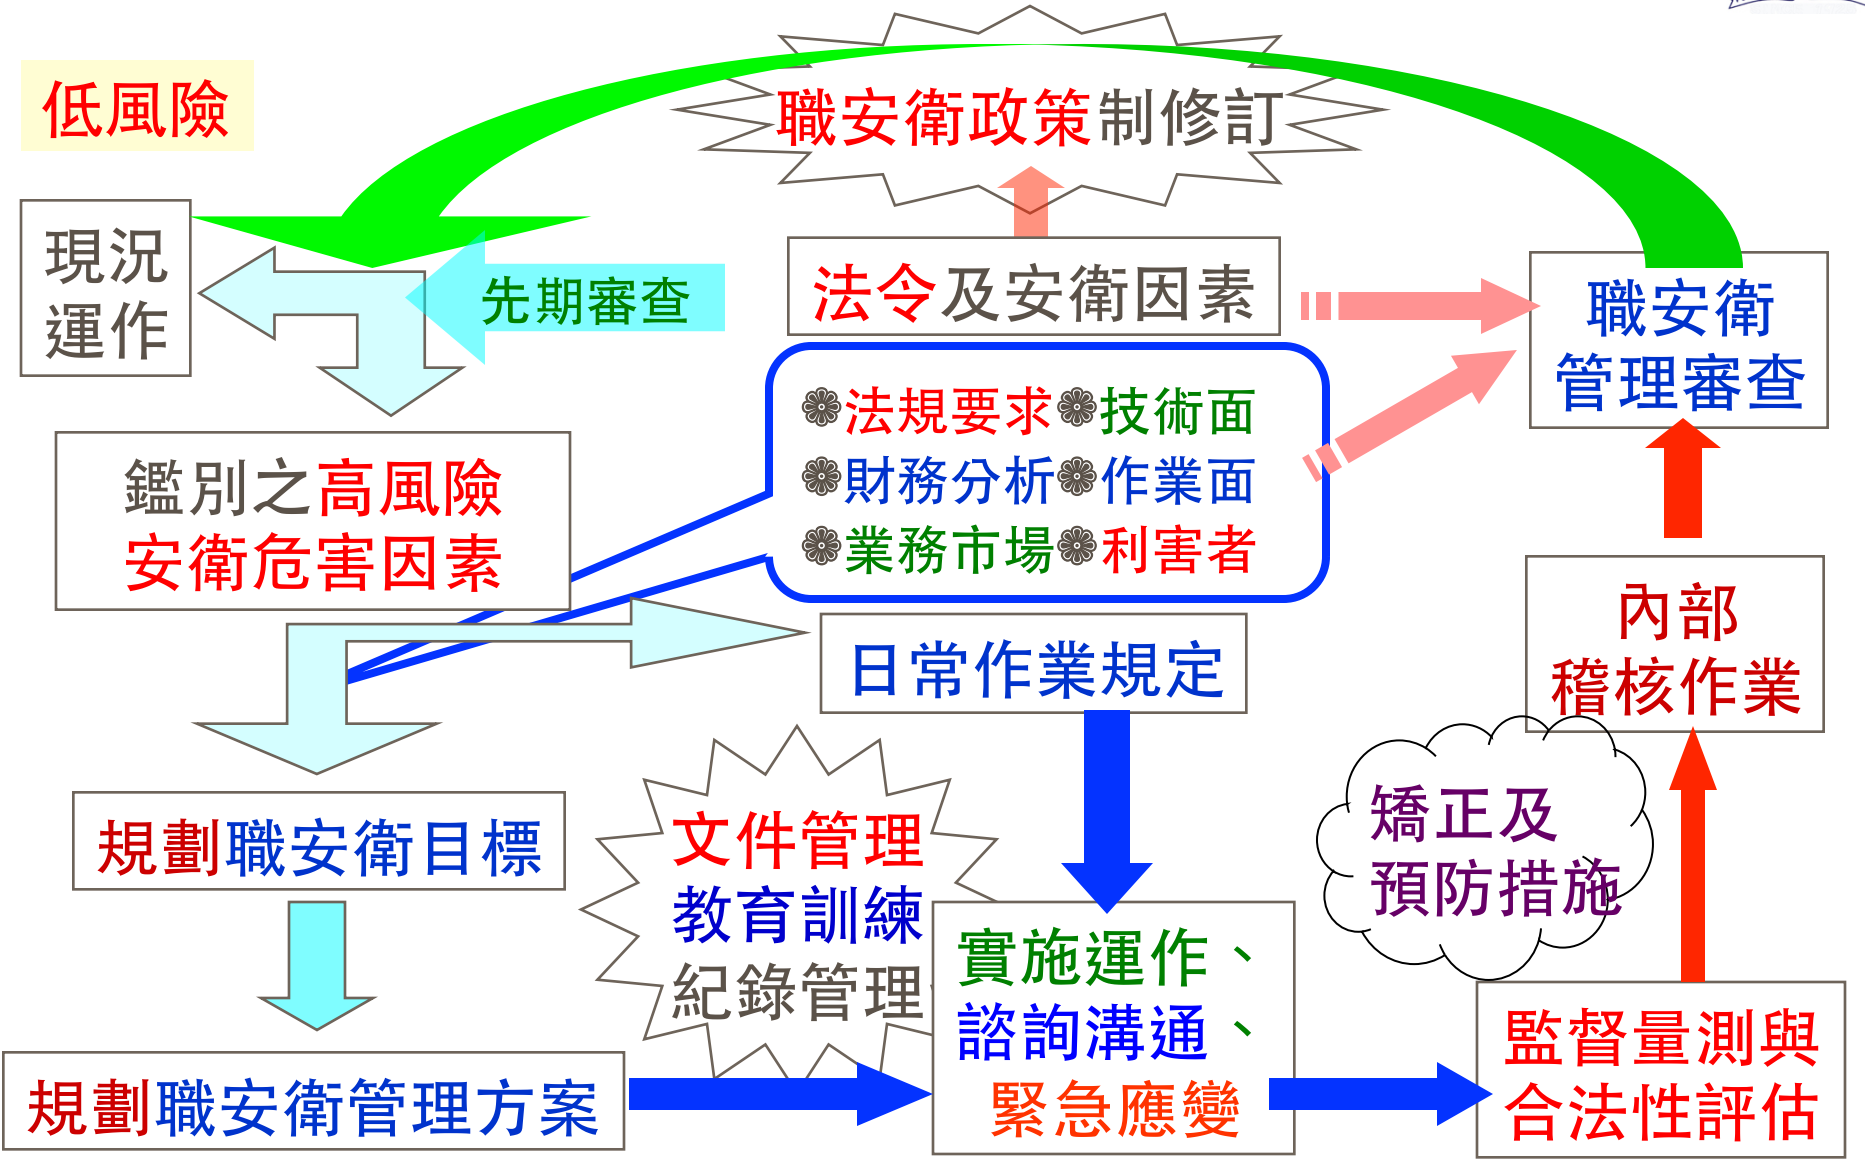 低風險
職安衛政策制修訂
現況
運作
先期審查
法令及安衛因素
職安衛
管理審查
❁法規要求❁技術面
❁財務分析❁作業面
❁業務市場❁利害者
鑑別之高風險
安衛危害因素
日常作業規定
內部
稽核作業
規劃職安衛目標
文件管理
教育訓練
紀錄管理
矯正及
預防措施
實施運作、
諮詢溝通、
緊急應變
規劃職安衛管理方案
監督量測與
合法性評估